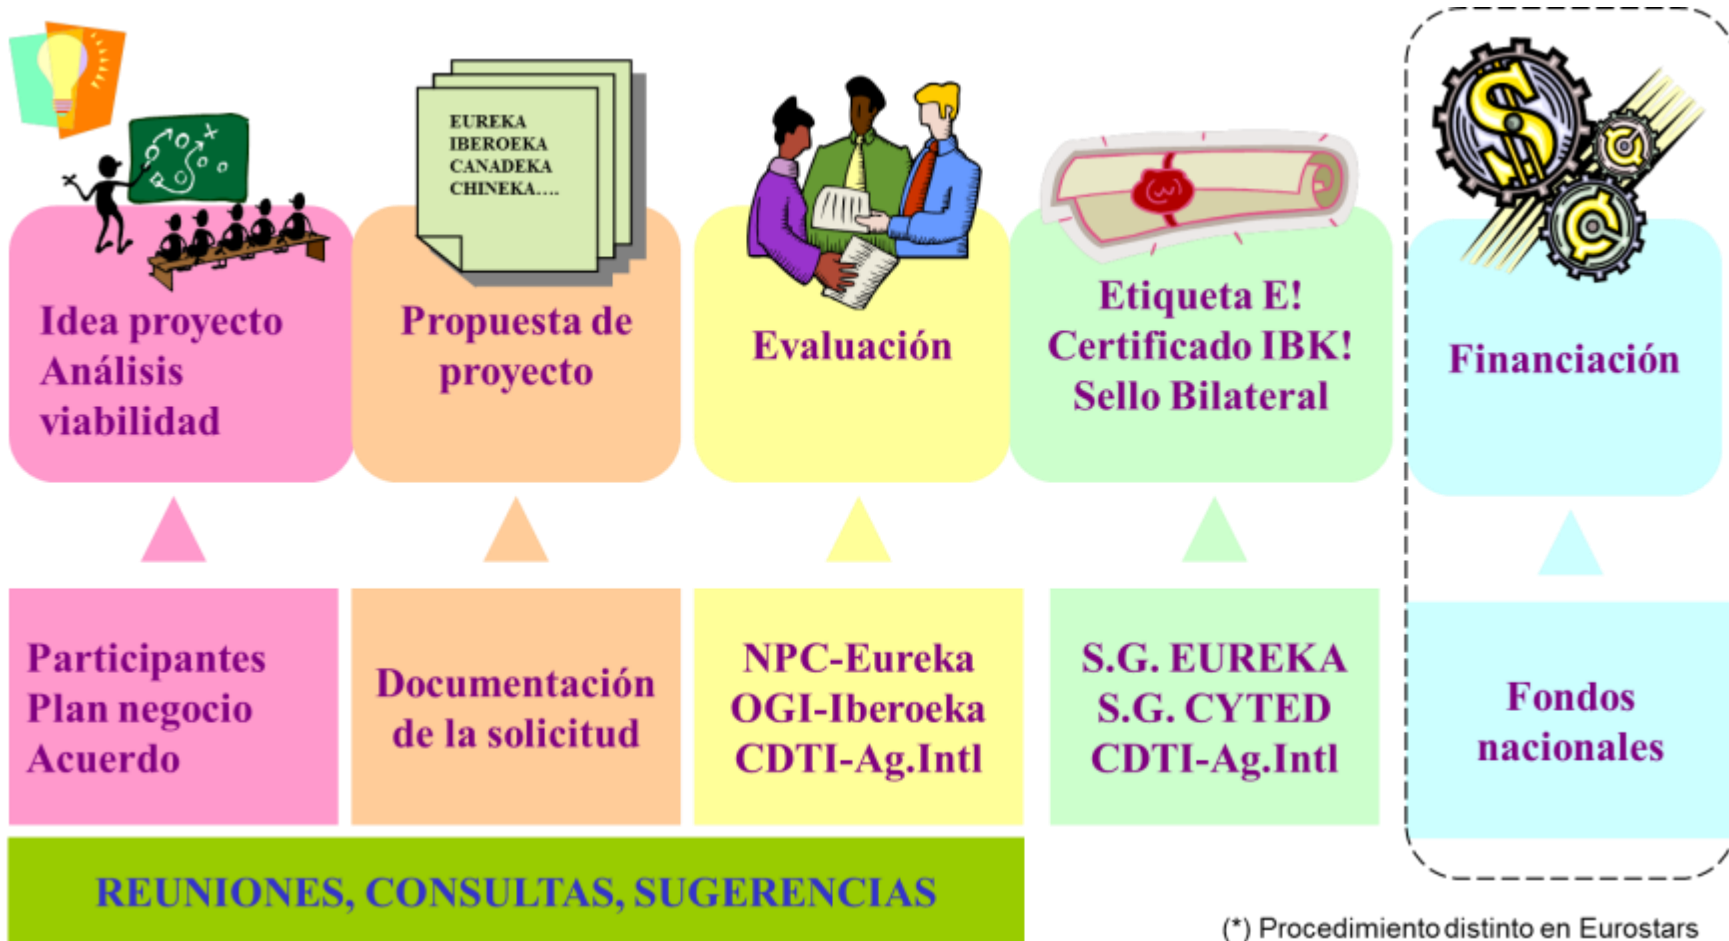 EUREKA
IBEROEKA
CANADEKA
CHINEKA....
Idea proyecto
Análisis
viabilidad
Propuesta de
proyecto
Evaluación
Etiqueta E!
Certificado IBK!
Sello Bilateral
Financiación
Participantes
Plan negocio
Acuerdo
Documentación
de la solicitud
NPC-Eureka
OGI-Iberoeka
CDTI-Ag.Intl
S.G. EUREKA
S.G. CYTED
CDTI-Ag.Intl
Fondos
nacionales
REUNIONES, CONSULTAS, SUGERENCIAS
(*) Procedimiento distinto en Eurostars